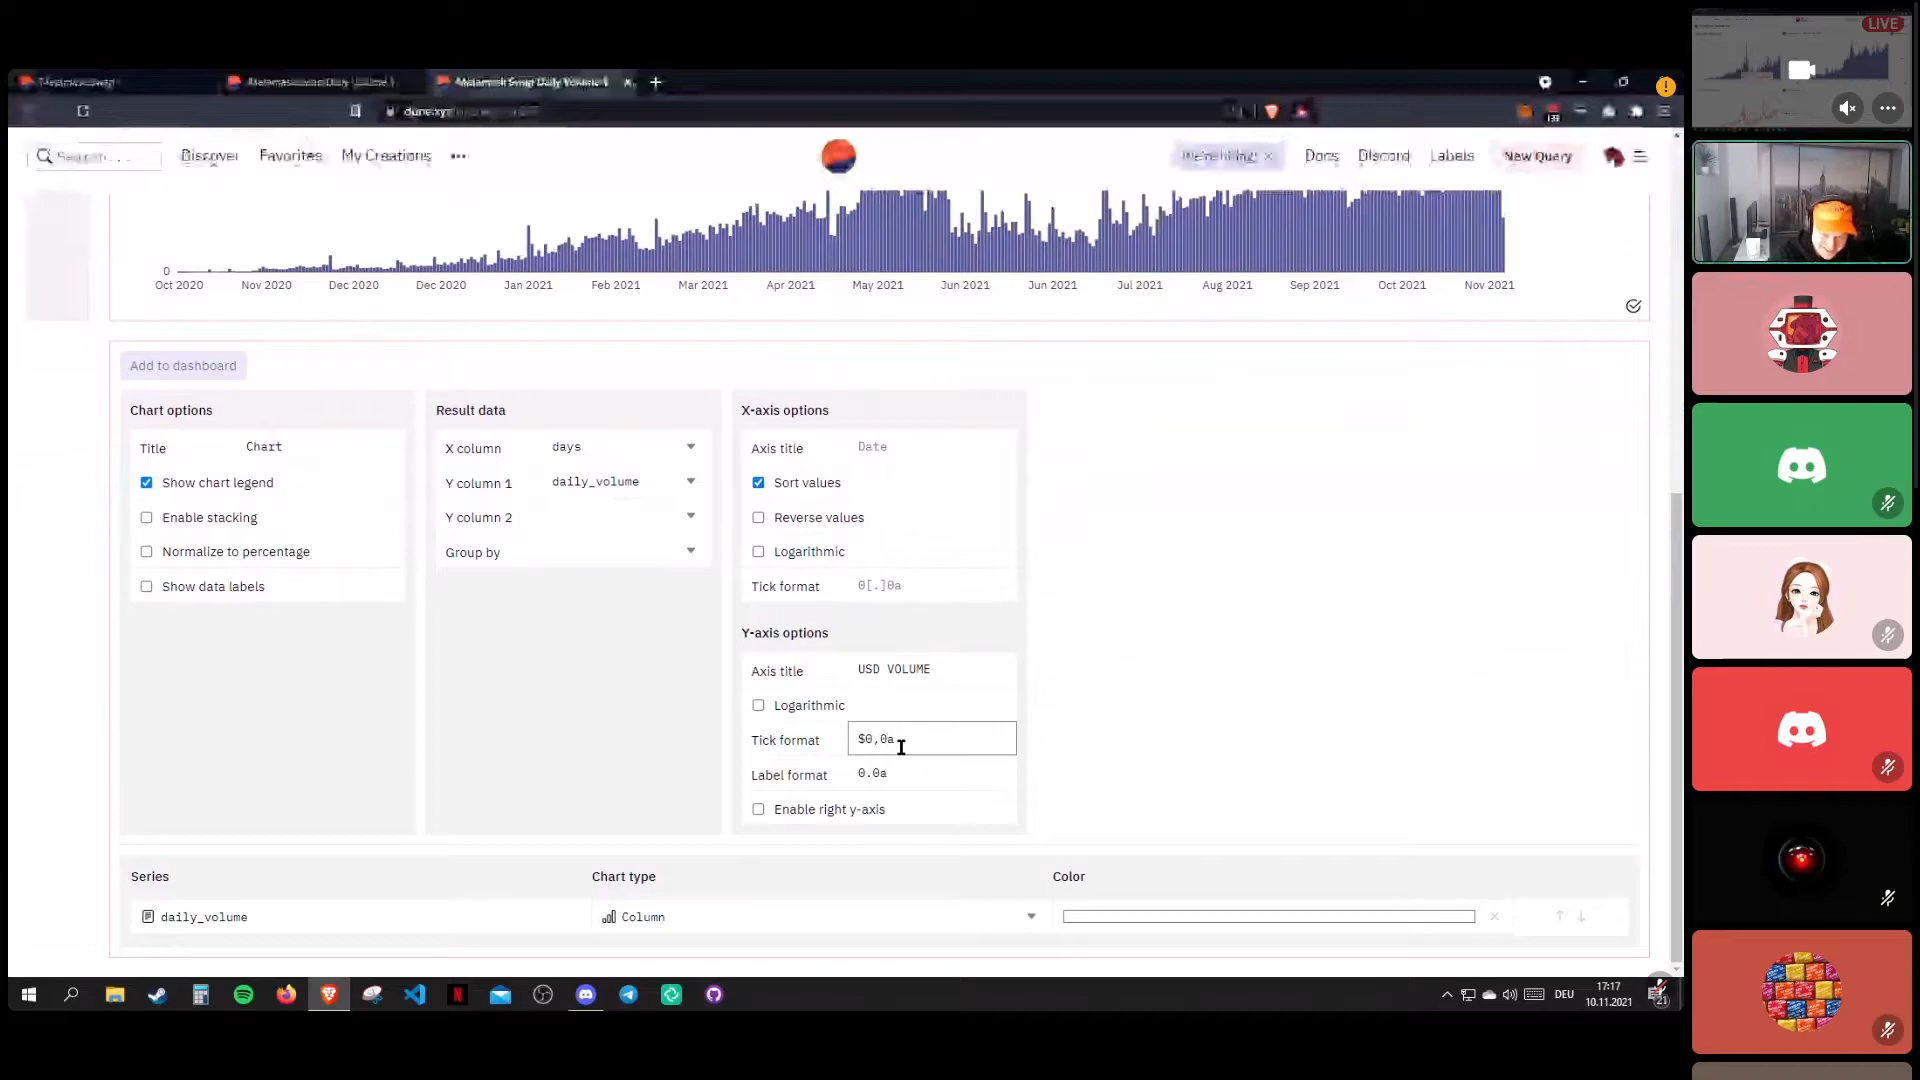 LIVE
Discover
Favorites
My Creations
Docs
Discord
Labels
New Query
0
Oct 2020
Nov 2020
Dec 2020
Dec 2020
Jan 2021
Feb 2021
Mar 2021
Apr 2021
May 2021
Jun 2021
Jun 2021
Jul 2021
Aug 2021
Sep 2021
Oct 2021
Nov 2021
Add to dashboard
Chart options
Title Chart
Show chart legend
Enable stacking
Normalize to percentage
Show data labels
Result data
X column days
Y column 1 daily_volume
Y column 2
Group by
X-axis options
Axis title Date
Sort values
Reverse values
Logarithmic
Tick format 0[.]0a
Y-axis options
Axis title USD VOLUME
Logarithmic
Tick format $0,0a
Label format 0.0a
Enable right y-axis
Series
Chart type
Color
daily_volume
Column
DEU
17:17
10.11.2021
21